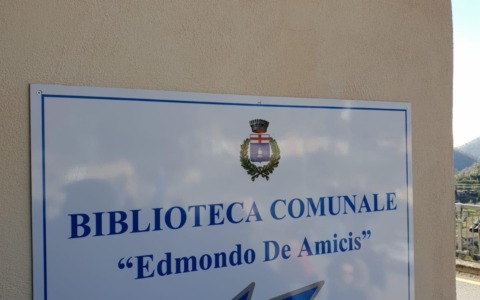 BIBLIOTECA COMUNALE
“Edmondo De Amicis”